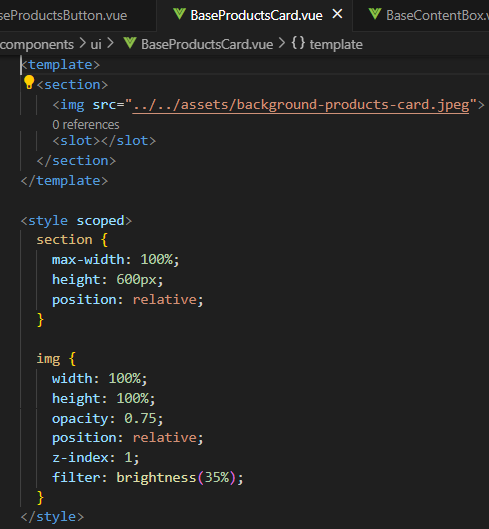 aseProductsButton.vue BaseProductsCard.vue × BaseContentBox.v
components > ui > BaseProductsCard.vue > {} template
<template>
<section>
<img src="../../assets/background-products-card.jpeg">
0 references
<slot></slot>
</section>
</template>
<style scoped>
section {
max-width: 100%;
height: 600px;
position: relative;
}
img {
width: 100%;
height: 100%;
opacity: 0.75;
position: relative;
z-index: 1;
filter: brightness(35%);
}
</style>